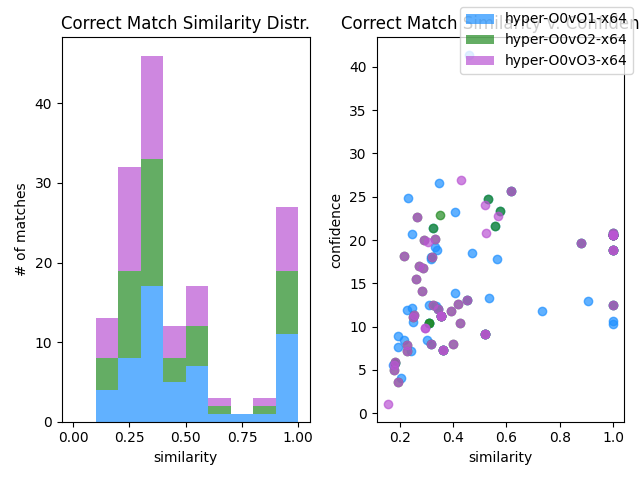 Correct Match Similarity Distr.
Correct Match Similarity v. Confiden
hyper-O0vO1-x64
hyper-O0vO2-x64
hyper-O0vO3-x64
# of matches
40
30
20
10
0
0.00 0.25 0.50 0.75 1.00
similarity
confidence
40
35
30
25
20
15
10
5
0
0.2 0.4 0.6 0.8 1.0
similarity